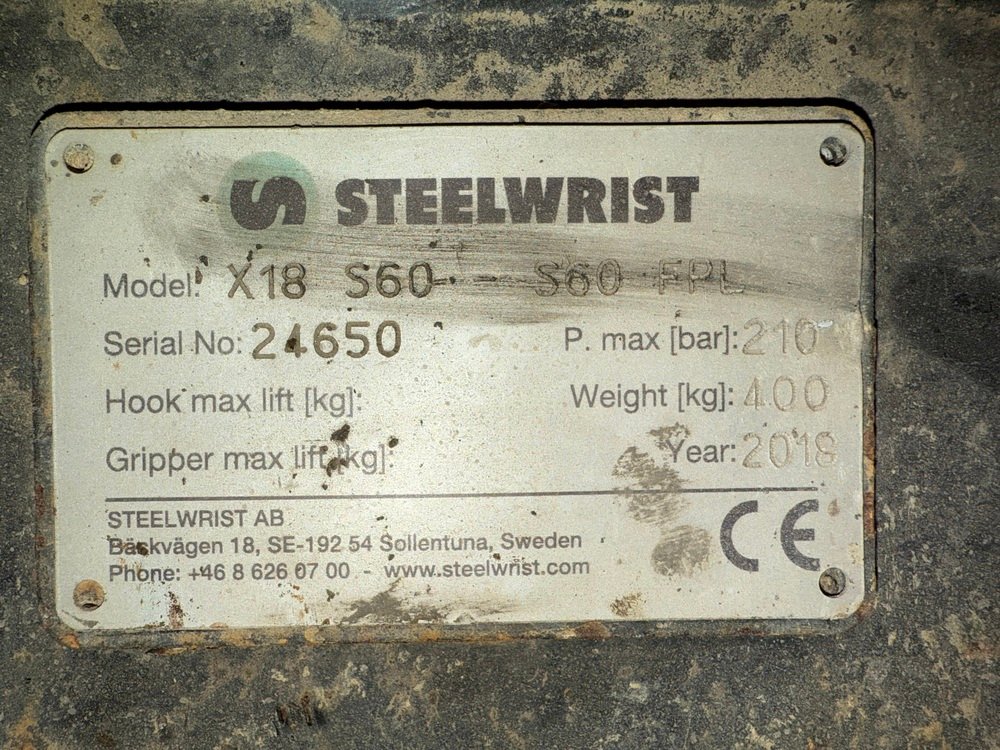 STEELWRIST
Model: X18 S60 - - S60 FPL
Serial No: 24650 P. max [bar]: 210
Hook max lift [kg]: Weight [kg]: 400
Gripper max lift [kg]: Year: 2018
STEELWRIST AB
Bäskvägen 18, SE-192 54 Sollentuna, Sweden
Phone: +46 8 626 07 00 - www.steelwrist.com
CE